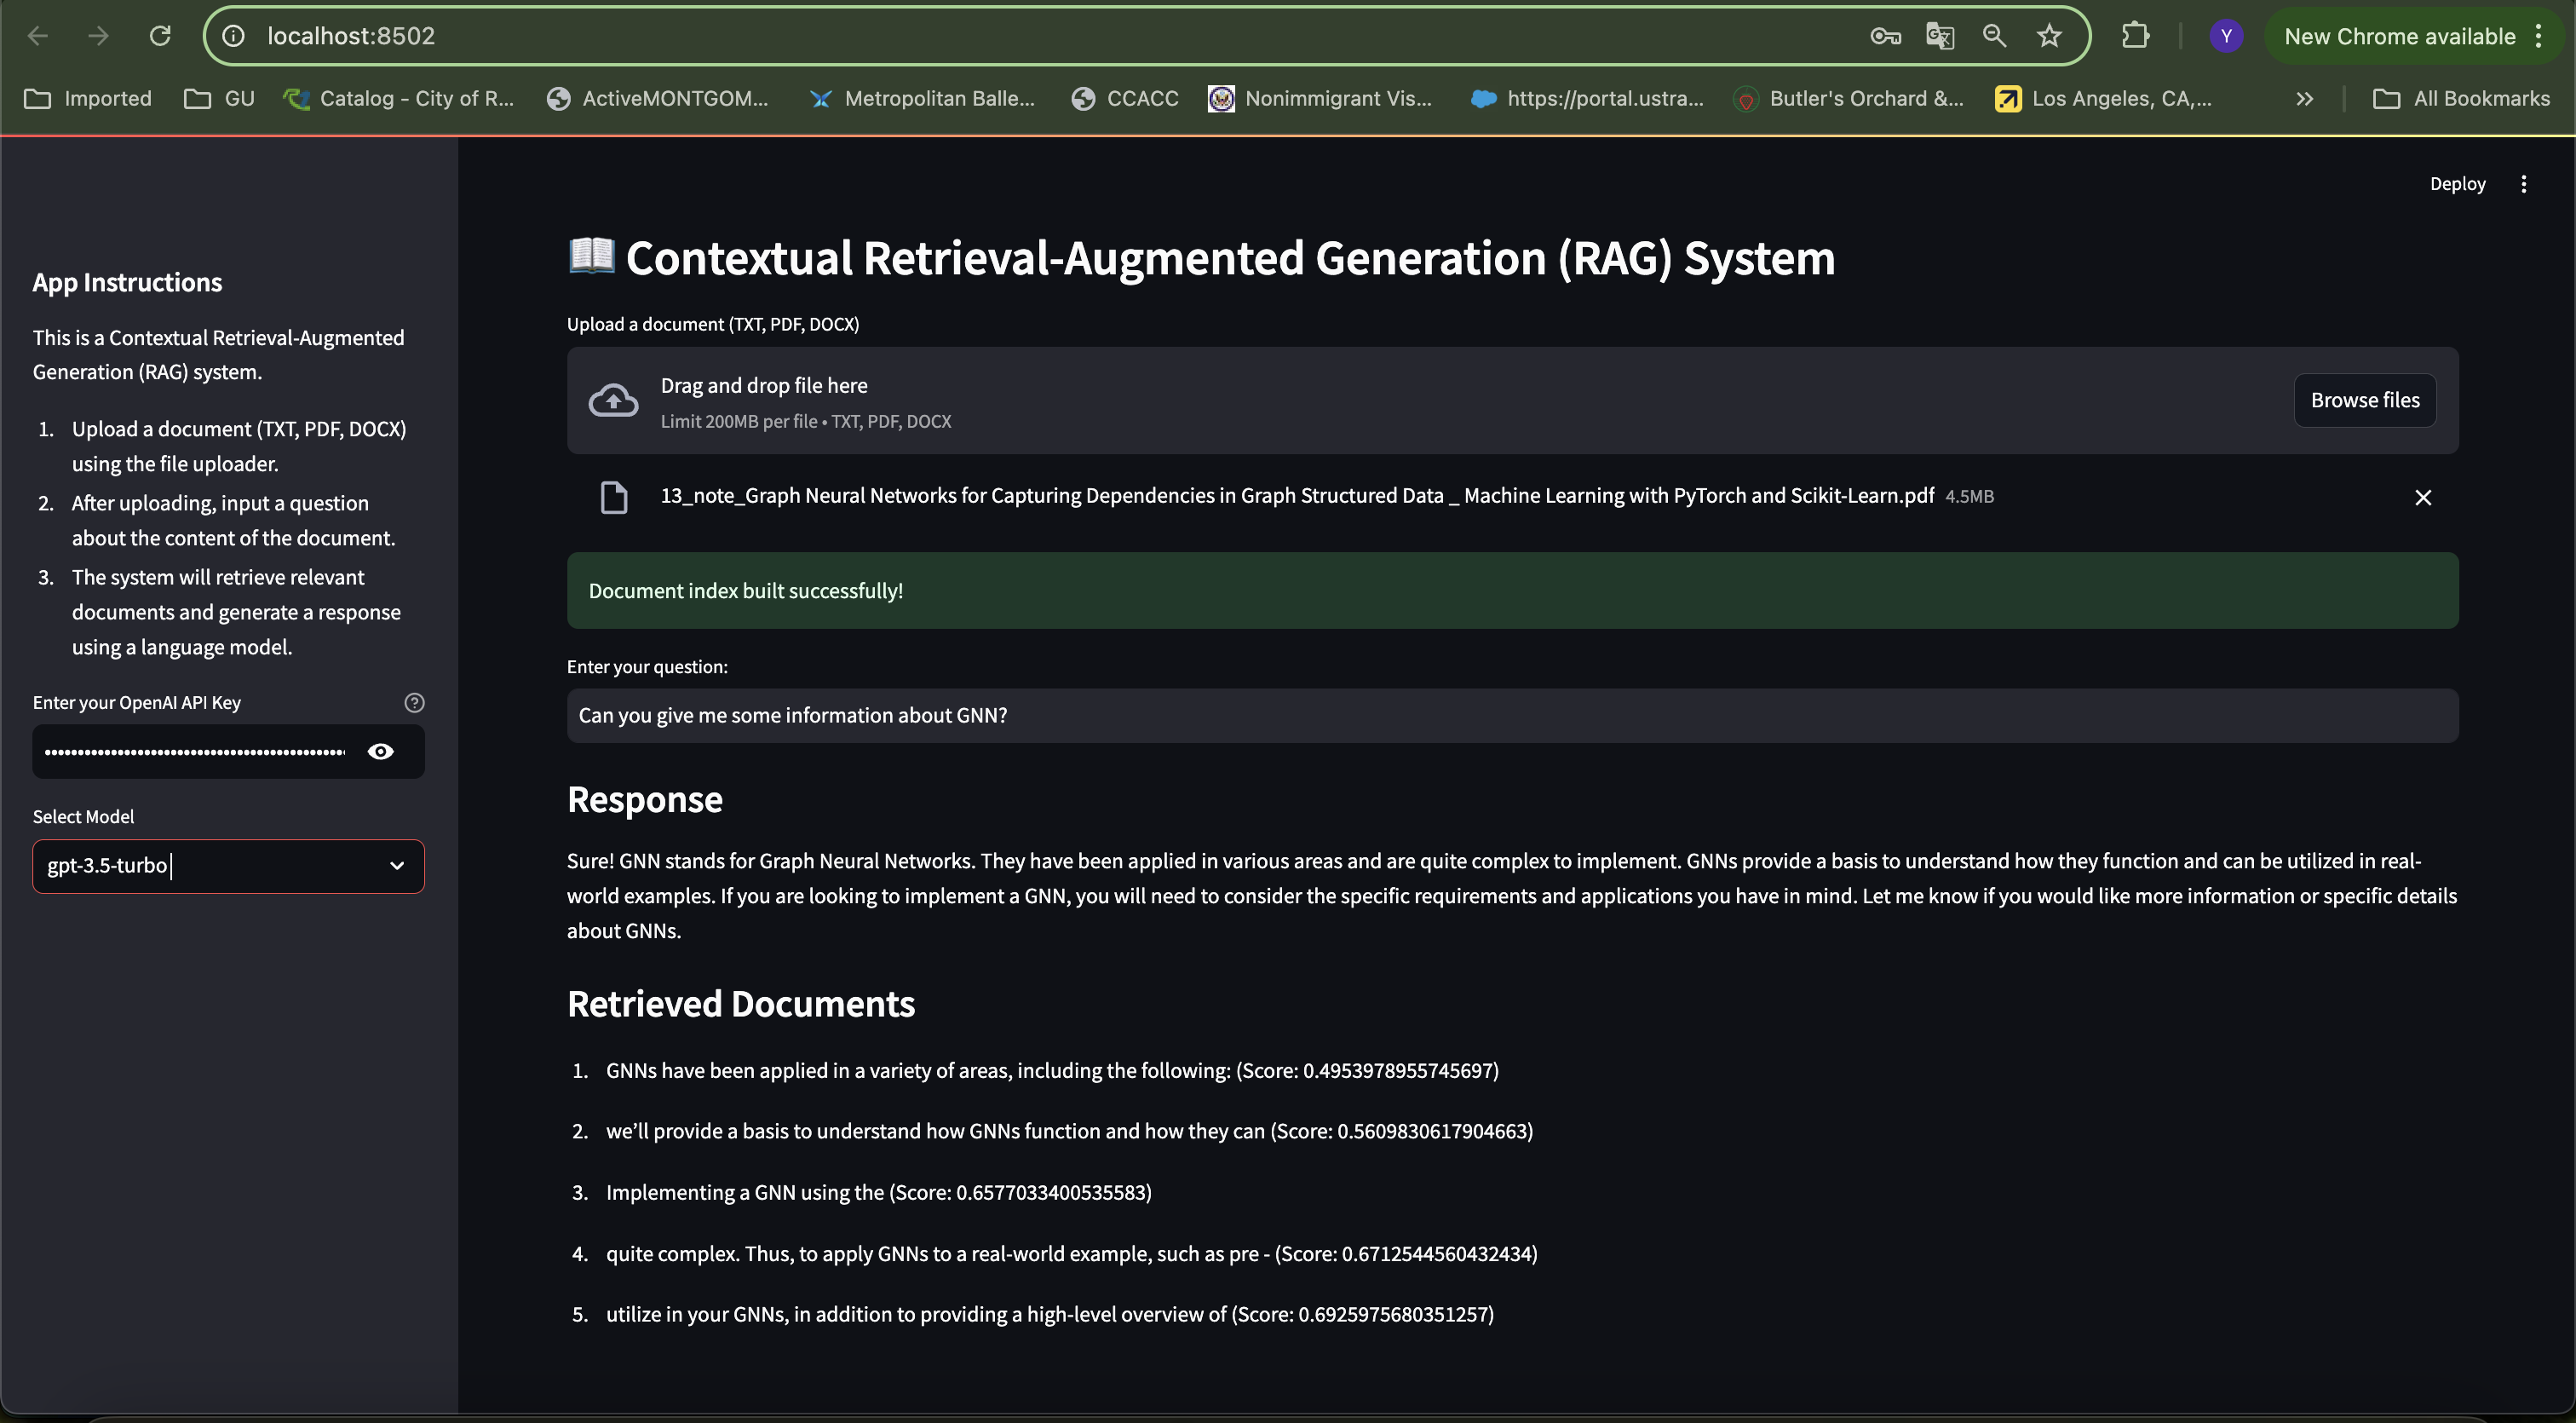 localhost:8502
New Chrome available
Y
Imported
GU
Catalog - City of R...
ActiveMONTGOM...
Metropolitan Balle...
CCACC
Nonimmigrant Vis...
https://portal.ustra...
Butler's Orchard &...
Los Angeles, CA,...
All Bookmarks
Deploy
App Instructions
This is a Contextual Retrieval-Augmented
Generation (RAG) system.
1. Upload a document (TXT, PDF, DOCX)
using the file uploader.
2. After uploading, input a question
about the content of the document.
3. The system will retrieve relevant
documents and generate a response
using a language model.
Enter your OpenAI API Key
Select Model
gpt-3.5-turbo
Contextual Retrieval-Augmented Generation (RAG) System
Upload a document (TXT, PDF, DOCX)
Drag and drop file here
Limit 200MB per file • TXT, PDF, DOCX
Browse files
13_note_Graph Neural Networks for Capturing Dependencies in Graph Structured Data _ Machine Learning with PyTorch and Scikit-Learn.pdf 4.5MB
Document index built successfully!
Enter your question:
Can you give me some information about GNN?
Response
Sure! GNN stands for Graph Neural Networks. They have been applied in various areas and are quite complex to implement. GNNs provide a basis to understand how they function and can be utilized in real-
world examples. If you are looking to implement a GNN, you will need to consider the specific requirements and applications you have in mind. Let me know if you would like more information or specific details
about GNNs.
Retrieved Documents
1. GNNs have been applied in a variety of areas, including the following: (Score: 0.4953978955745697)
2. we'll provide a basis to understand how GNNs function and how they can (Score: 0.5609830617904663)
3. Implementing a GNN using the (Score: 0.6577033400535583)
4. quite complex. Thus, to apply GNNs to a real-world example, such as pre - (Score: 0.6712544560432434)
5. utilize in your GNNs, in addition to providing a high-level overview of (Score: 0.6925975680351257)